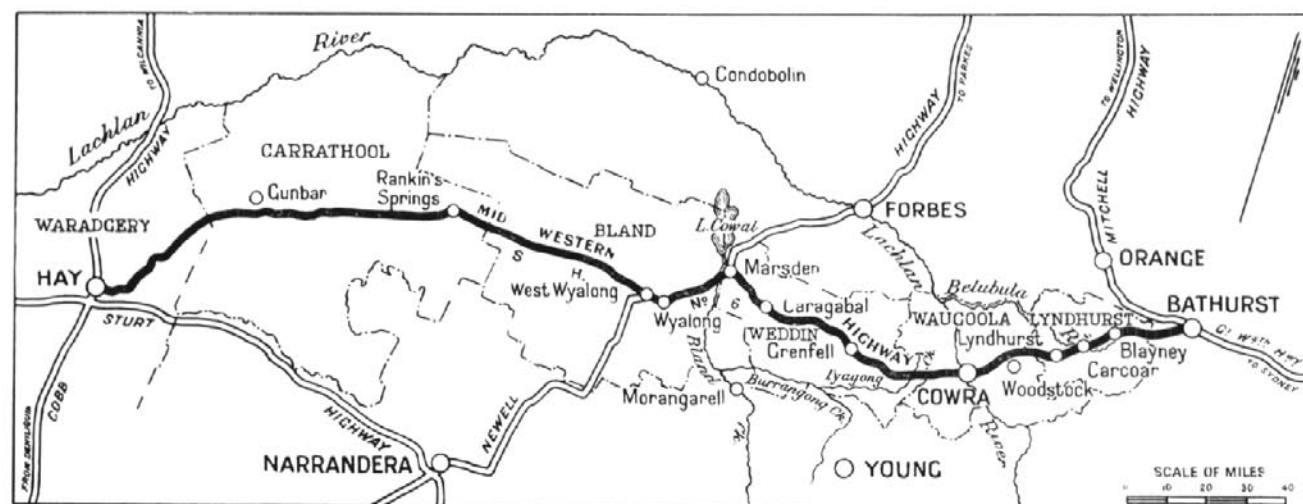 TO WILCANNIA
HIGHWAY
River
Lachlan
Condobolin
HIGHWAY
TO PARKES
TO WELLINGTON
HIGHWAY
MITCHELL
CARRATHOOL
Gunbar
Rankin's
Springs
WARADGERY
MID
WESTERN
BLAND
L. Cowal
FORBES
Lachlan
ORANGE
HAY
S
H.
West Wyalong
Wyalong
Nº
6
Marsden
Caragabal
HIGHWAY
Belubula
R.
BATHURST
STURT
WEDDIN
Grenfell
WAUGOOLA
LYNDHURST
Lyndhurst
Blayney
Carcoar
Gt WSTN HWY
TO SYDNEY
Bland
Ck.
Burrangong Ck.
Iyagong
COWRA
Woodstock
River
COBB
HIGHWAY
NEWELL
Morangarell
FROM DENILIQUIN
NARRANDERA
YOUNG
SCALE OF MILES
0 10 20 30 40